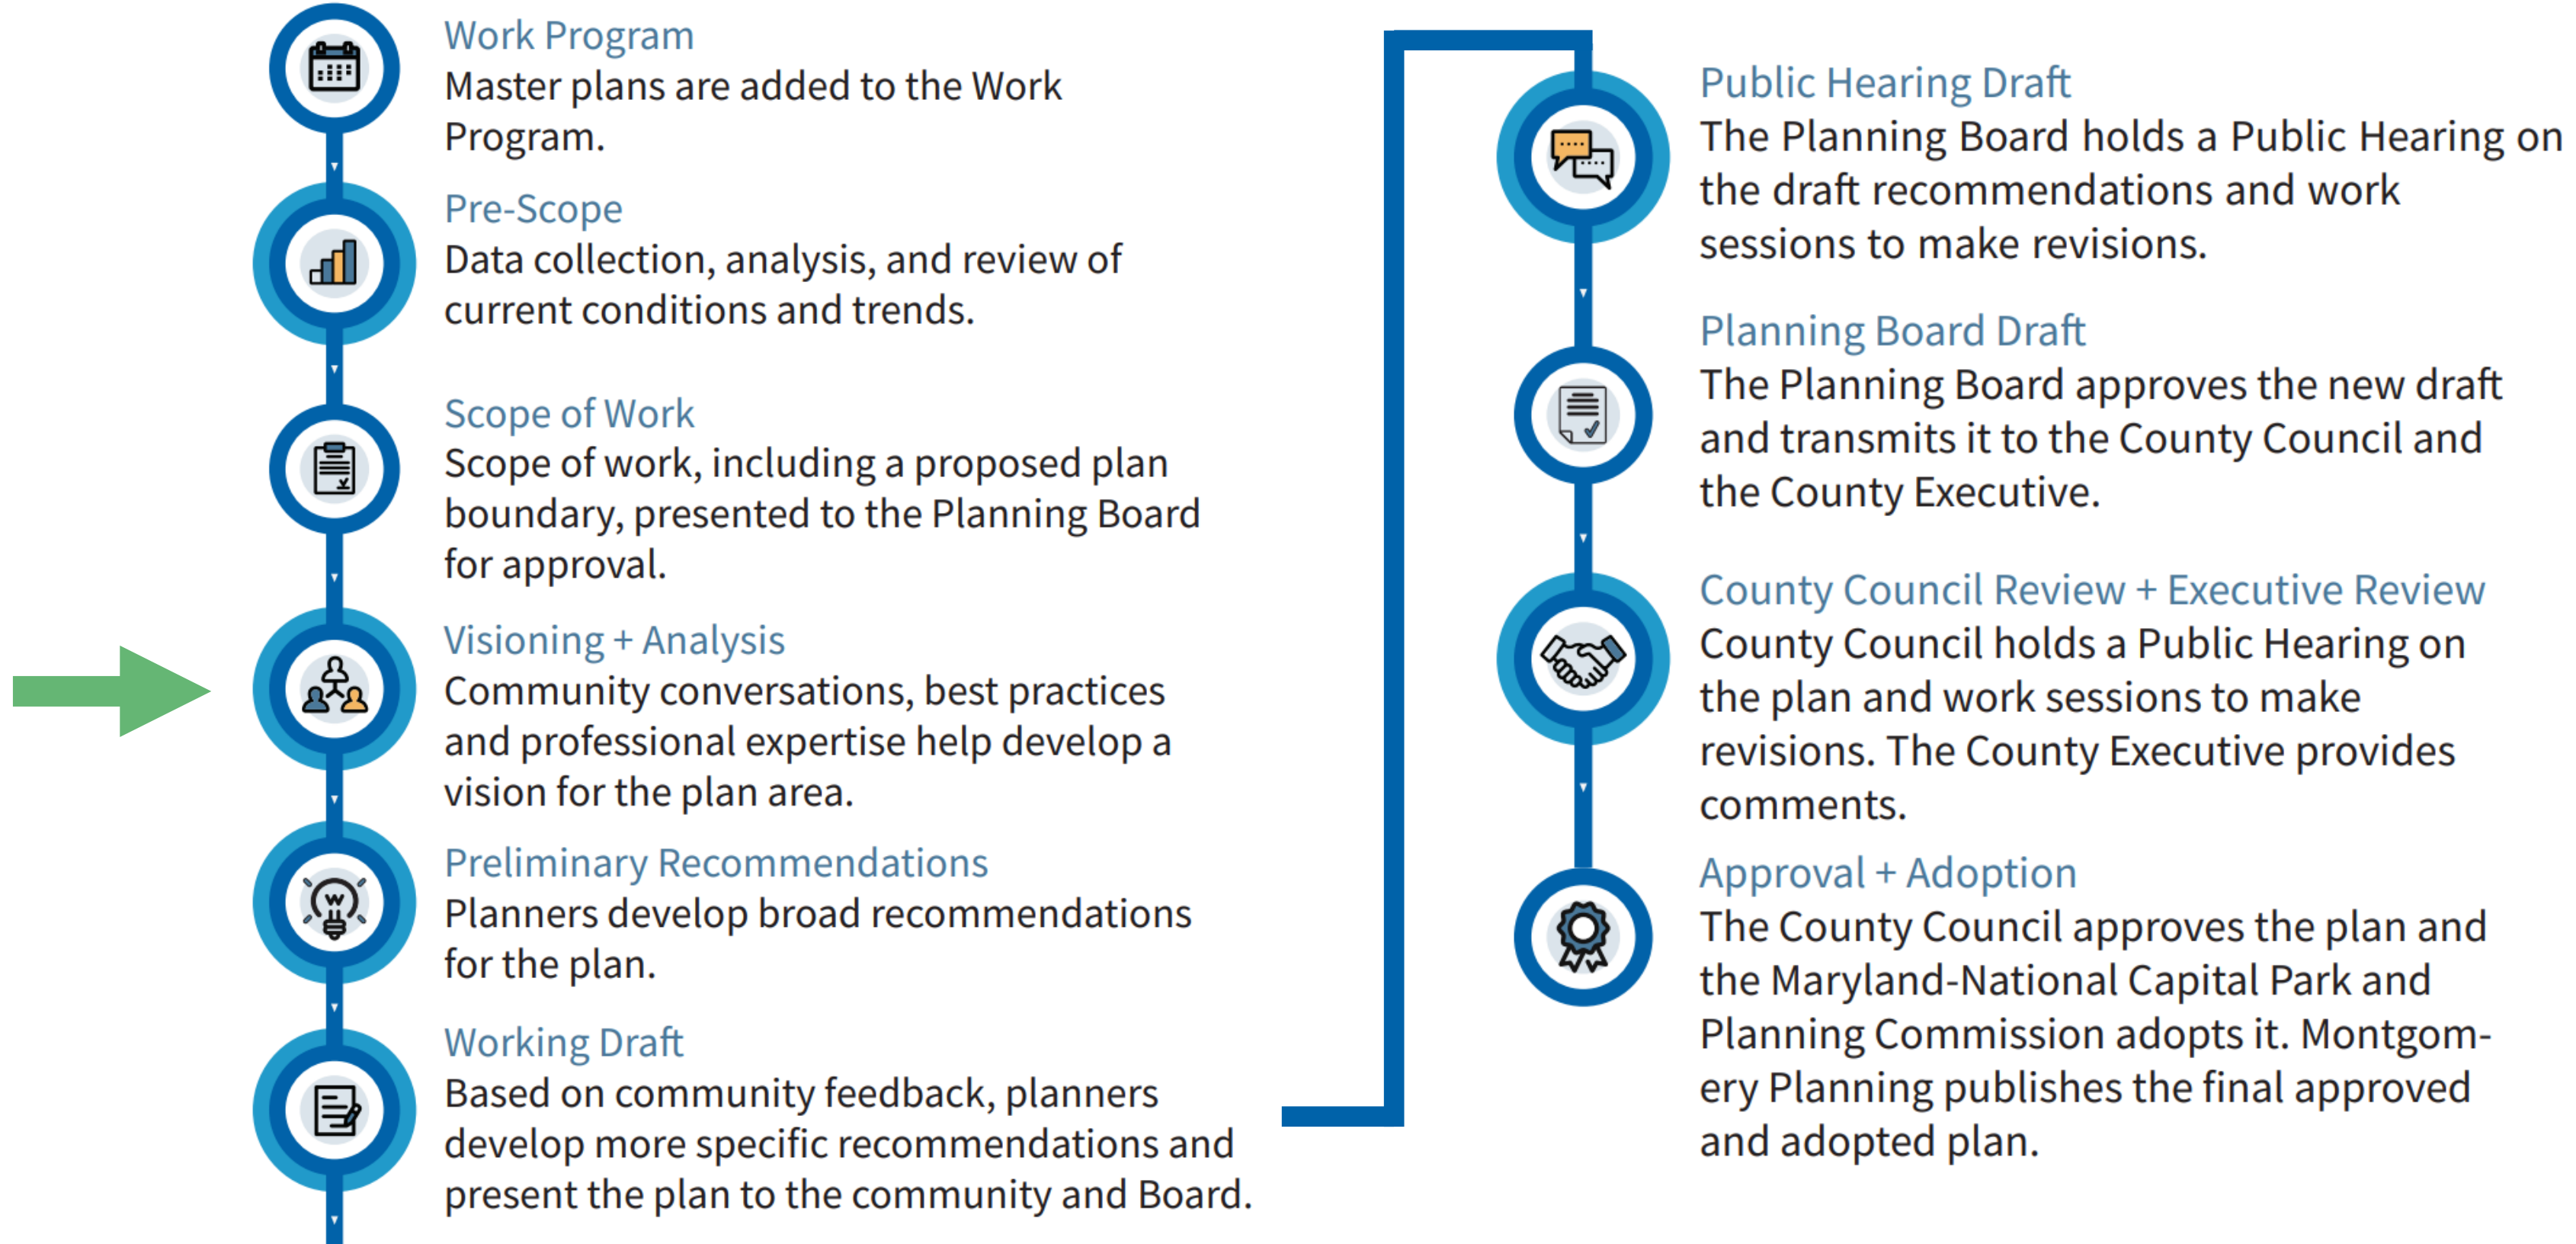 Work Program
Master plans are added to the Work
Program.
Pre-Scope
Data collection, analysis, and review of
current conditions and trends.
Scope of Work
Scope of work, including a proposed plan
boundary, presented to the Planning Board
for approval.
Visioning + Analysis
Community conversations, best practices
and professional expertise help develop a
vision for the plan area.
Preliminary Recommendations
Planners develop broad recommendations
for the plan.
Working Draft
Based on community feedback, planners
develop more specific recommendations and
present the plan to the community and Board.
Public Hearing Draft
The Planning Board holds a Public Hearing on
the draft recommendations and work
sessions to make revisions.
Planning Board Draft
The Planning Board approves the new draft
and transmits it to the County Council and
the County Executive.
County Council Review + Executive Review
County Council holds a Public Hearing on
the plan and work sessions to make
revisions. The County Executive provides
comments.
Approval + Adoption
The County Council approves the plan and
the Maryland-National Capital Park and
Planning Commission adopts it. Montgom-
ery Planning publishes the final approved
and adopted plan.